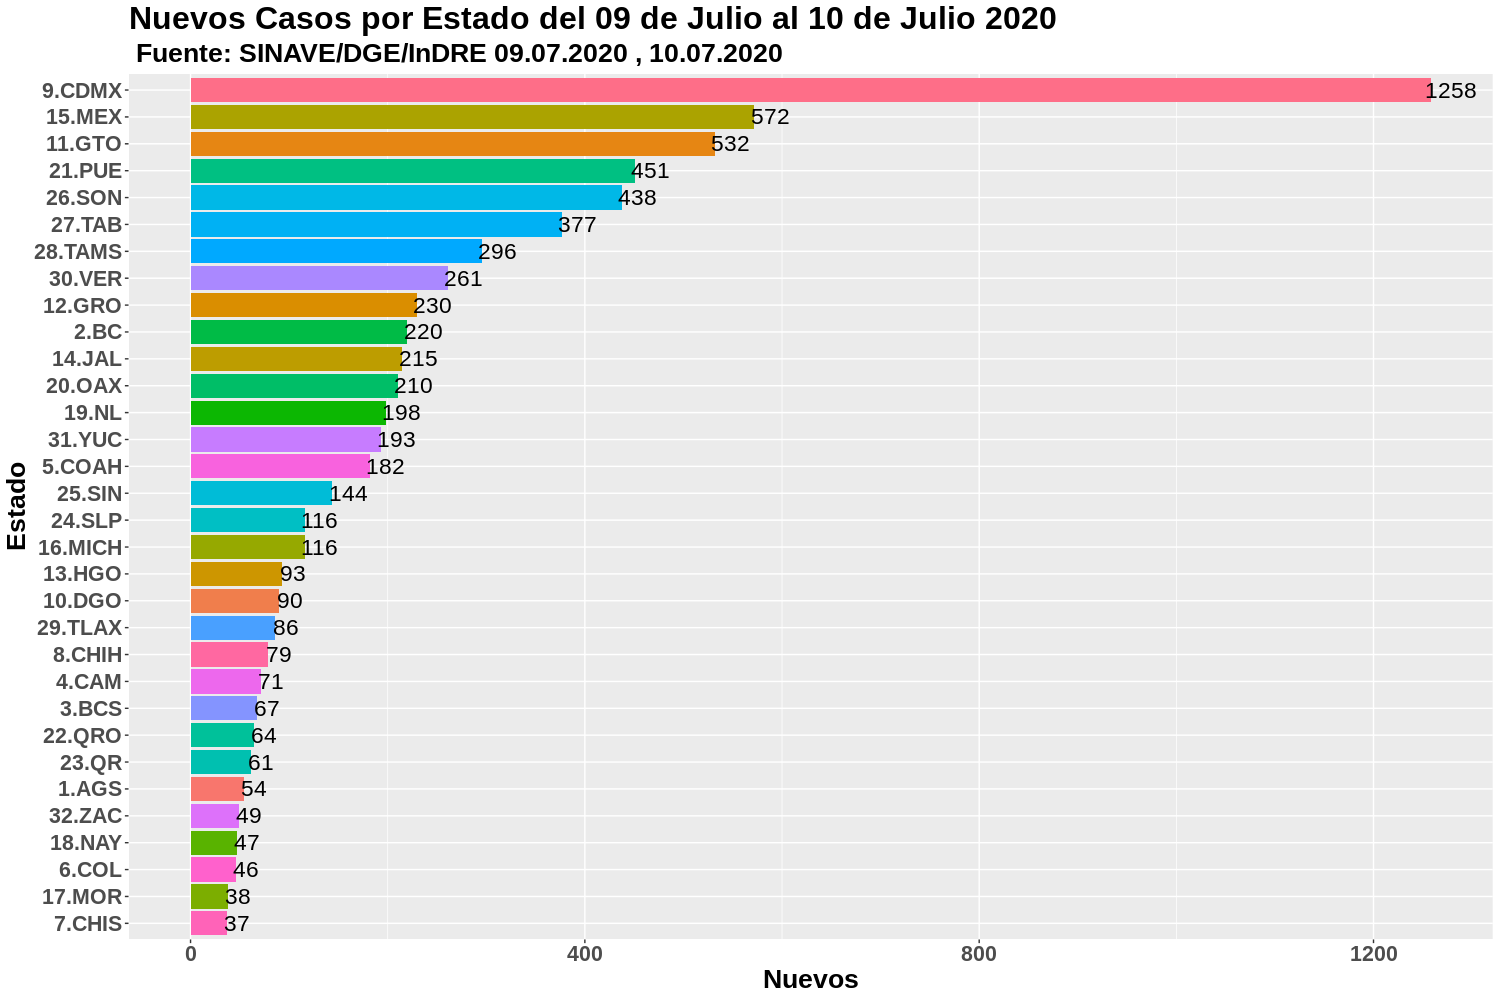 Nuevos Casos por Estado del 09 de Julio al 10 de Julio 2020
Fuente: SINAVE/DGE/InDRE 09.07.2020 , 10.07.2020
9.CDMX 1258
15.MEX 572
11.GTO 532
21.PUE 451
26.SON 438
27.TAB 377
28.TAMS 296
30.VER 261
12.GRO 230
2.BC 220
14.JAL 215
20.OAX 210
19.NL 198
31.YUC 193
5.COAH 182
25.SIN 144
24.SLP 116
16.MICH 116
13.HGO 93
10.DGO 90
29.TLAX 86
8.CHIH 79
4.CAM 71
3.BCS 67
22.QRO 64
23.QR 61
1.AGS 54
32.ZAC 49
18.NAY 47
6.COL 46
17.MOR 38
7.CHIS 37
Estado
0 400 800 1200
Nuevos